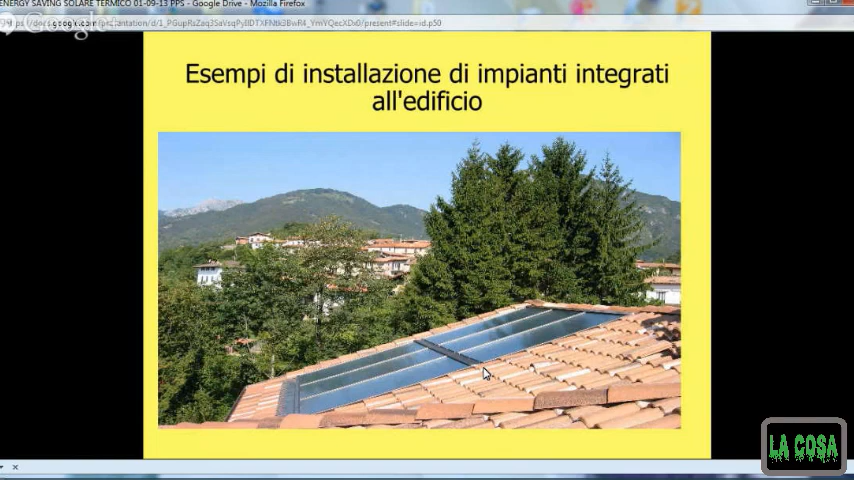 ENERGY SAVING SOLARE TERMICO 01-09-13 PPS - Google Drive - Mozilla Firefox
Google
Esempi di installazione di impianti integrati
all'edificio
LA COSA